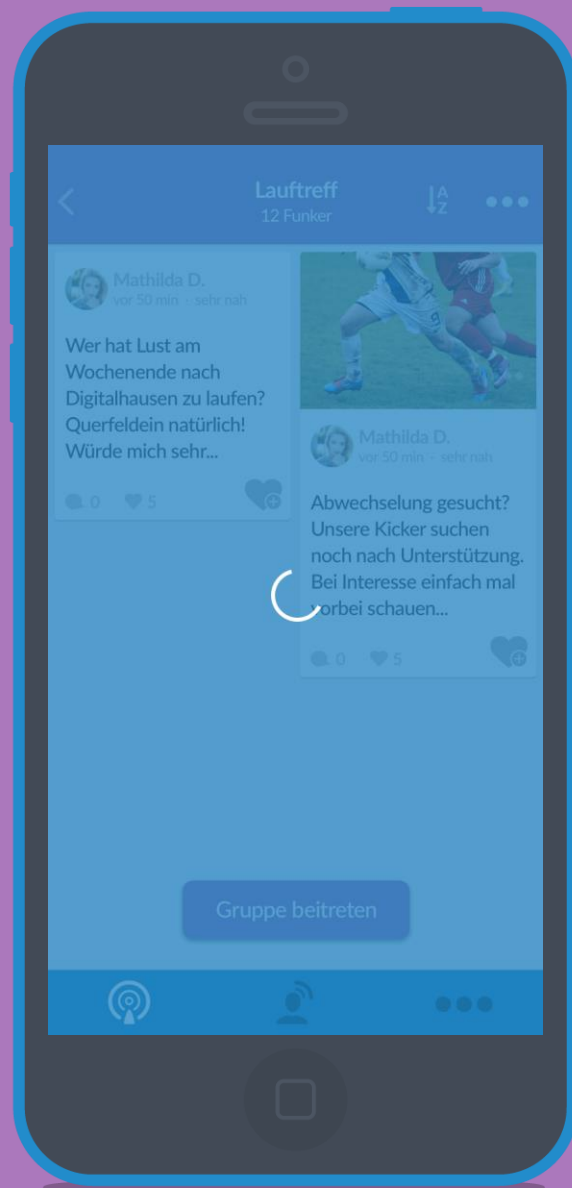 Lauftreff
12 Funker
A
Z
Mathilda D.
vor 50 min - sehr nah
Wer hat Lust am
Wochenende nach
Digitalhausen zu laufen?
Querfeldein natürlich!
Würde mich sehr...
0 5
9
Mathilda D.
vor 50 min - sehr nah
Abwechselung gesucht?
Unsere Kicker suchen
noch nach Unterstützung.
Bei Interesse einfach mal
vorbei schauen...
0 5
Gruppe beitreten